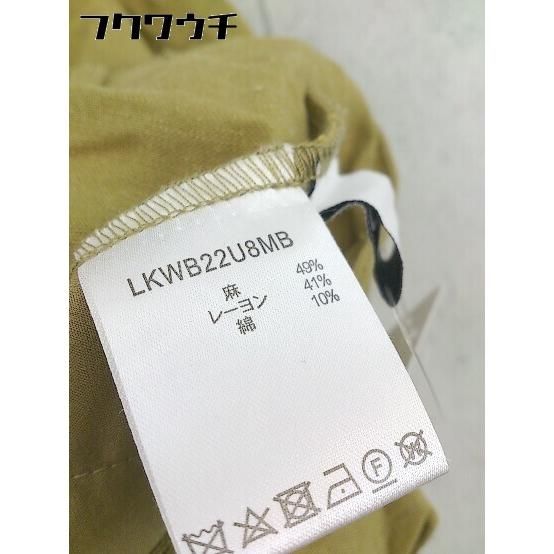 フクワウチ
LKWB22U8MB
麻 49%
レーヨン 41%
綿 10%
F
W